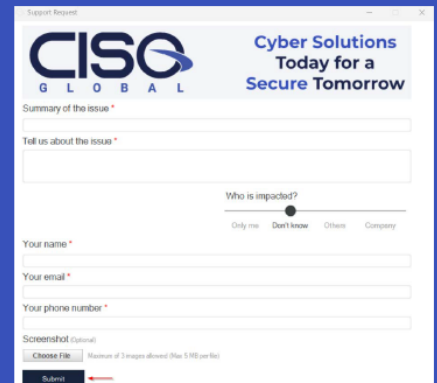 Support Request
CISO
GLOBAL
Cyber Solutions
Today for a
Secure Tomorrow
Summary of the issue *
Tell us about the issue *
Who is impacted?
Only me Don't know Others Company
Your name *
Your email *
Your phone number *
Screenshot (Optional)
Choose File Maximum of 3 images allowed (Max 5 MB per file)
Submit